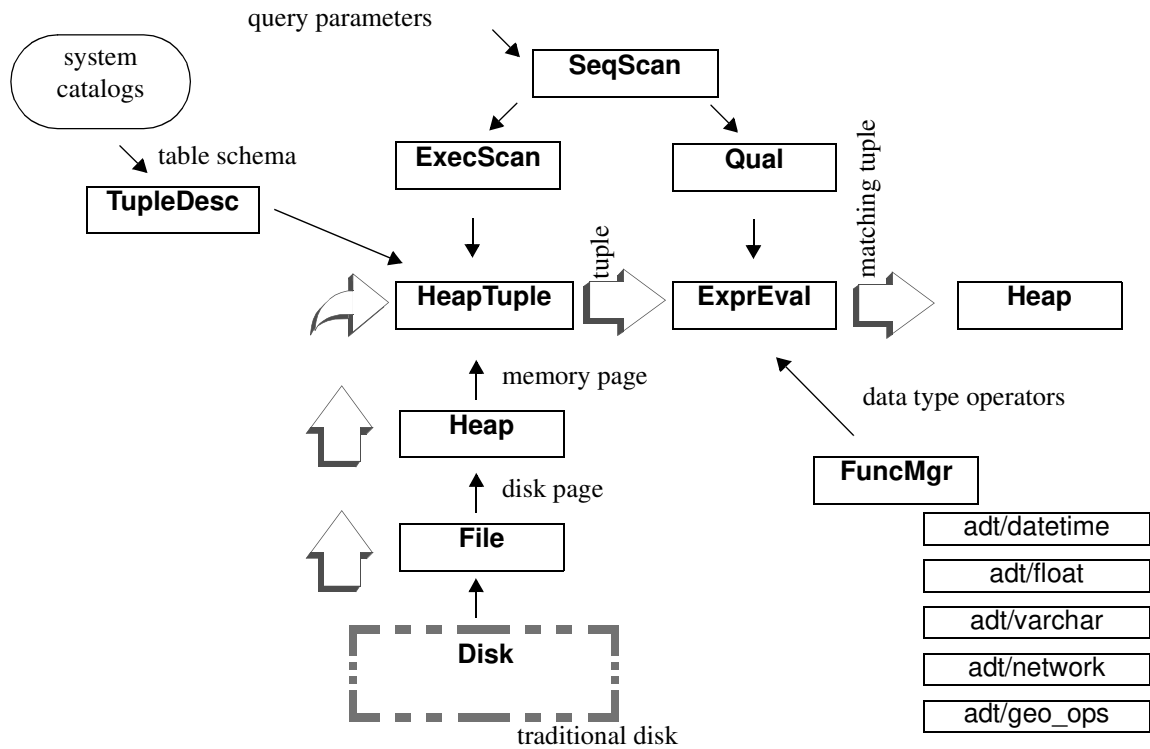 query parameters
system
catalogs
SeqScan
table schema
ExecScan
Qual
TupleDesc
tuple
matching tuple
HeapTuple
ExprEval
Heap
memory page
data type operators
Heap
FuncMgr
disk page
adt/datetime
File
adt/float
adt/varchar
Disk
adt/network
adt/geo_ops
traditional disk